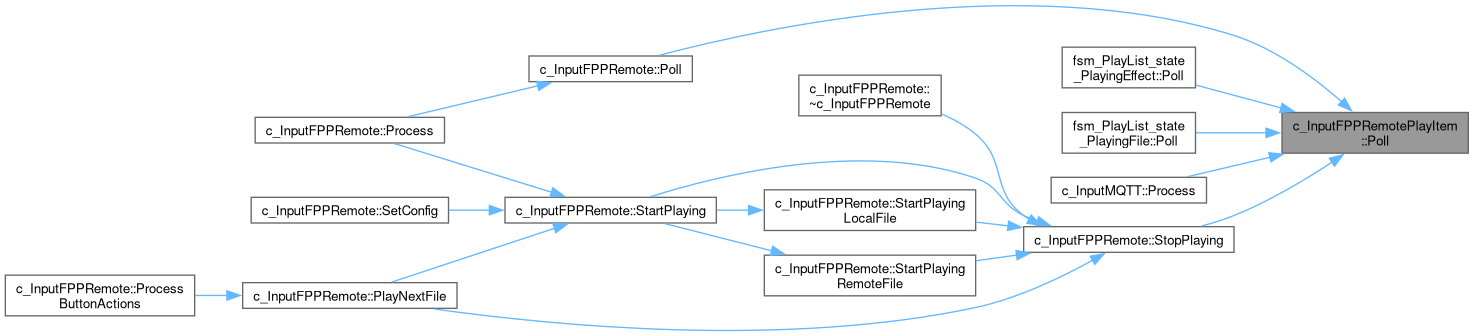 c_InputFPPRemotePlayItem
::Poll
c_InputFPPRemote::Poll
c_InputFPPRemote::Process
c_InputFPPRemote::StartPlaying
c_InputFPPRemote::SetConfig
c_InputFPPRemote::PlayNextFile
c_InputFPPRemote::Process
ButtonActions
c_InputFPPRemote::
~c_InputFPPRemote
c_InputFPPRemote::StartPlaying
LocalFile
c_InputFPPRemote::StartPlaying
RemoteFile
c_InputFPPRemote::StopPlaying
fsm_PlayList_state
_PlayingEffect::Poll
fsm_PlayList_state
_PlayingFile::Poll
c_InputMQTT::Process